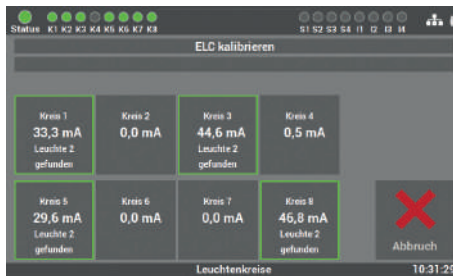 Status K1 K2 K3 K4 K5 K6 K7 K8 S1 S2 S3 S4 I1 I2 I3 I4
ELC kalibrieren
Kreis 1
33,3 mA
Leuchte 2
gefunden
Kreis 2
0,0 mA
Kreis 3
44,6 mA
Leuchte 2
gefunden
Kreis 4
0,5 mA
Kreis 5
29,6 mA
Leuchte 2
gefunden
Kreis 6
0,0 mA
Kreis 7
0,0 mA
Kreis 8
46,8 mA
Leuchte 2
gefunden
Abbruch
Leuchtenkreise
10:31:29